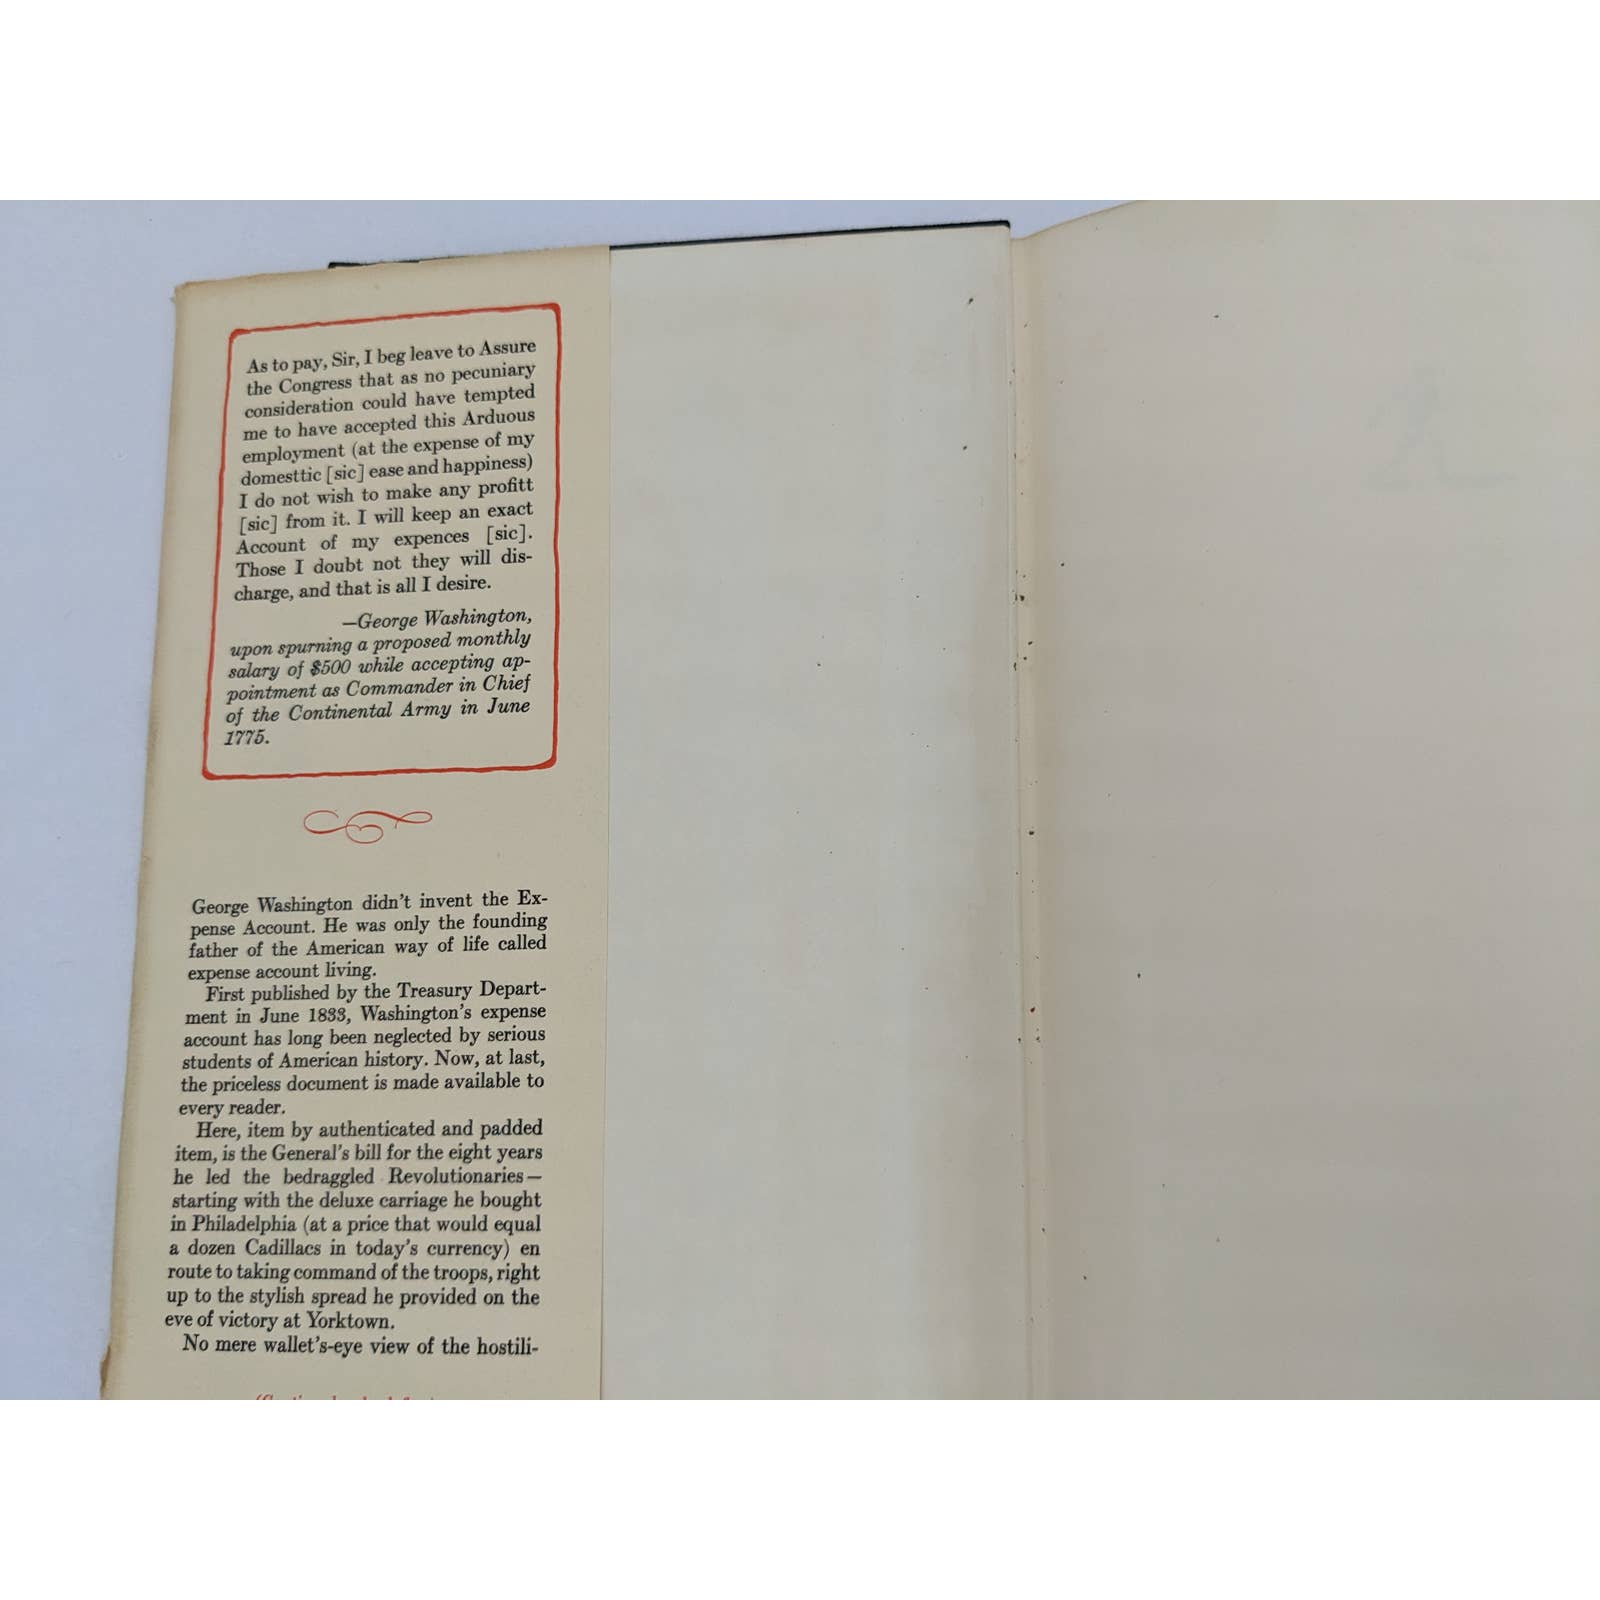 As to pay, Sir, I beg leave to Assure
the Congress that as no pecuniary
consideration could have tempted
me to have accepted this Arduous
employment (at the expense of my
domesttic [sic] ease and happiness)
I do not wish to make any profitt
[sic] from it. I will keep an exact
Account of my expences [sic].
Those I doubt not they will dis-
charge, and that is all I desire.
—George Washington,
upon spurning a proposed monthly
salary of $500 while accepting ap-
pointment as Commander in Chief
of the Continental Army in June
1775.
George Washington didn't invent the Ex-
pense Account. He was only the founding
father of the American way of life called
expense account living.
First published by the Treasury Depart-
ment in June 1833, Washington's expense
account has long been neglected by serious
students of American history. Now, at last,
the priceless document is made available to
every reader.
Here, item by authenticated and padded
item, is the General's bill for the eight years
he led the bedraggled Revolutionaries—
starting with the deluxe carriage he bought
in Philadelphia (at a price that would equal
a dozen Cadillacs in today's currency) en
route to taking command of the troops, right
up to the stylish spread he provided on the
eve of victory at Yorktown.
No mere wallet's-eye view of the hostili-